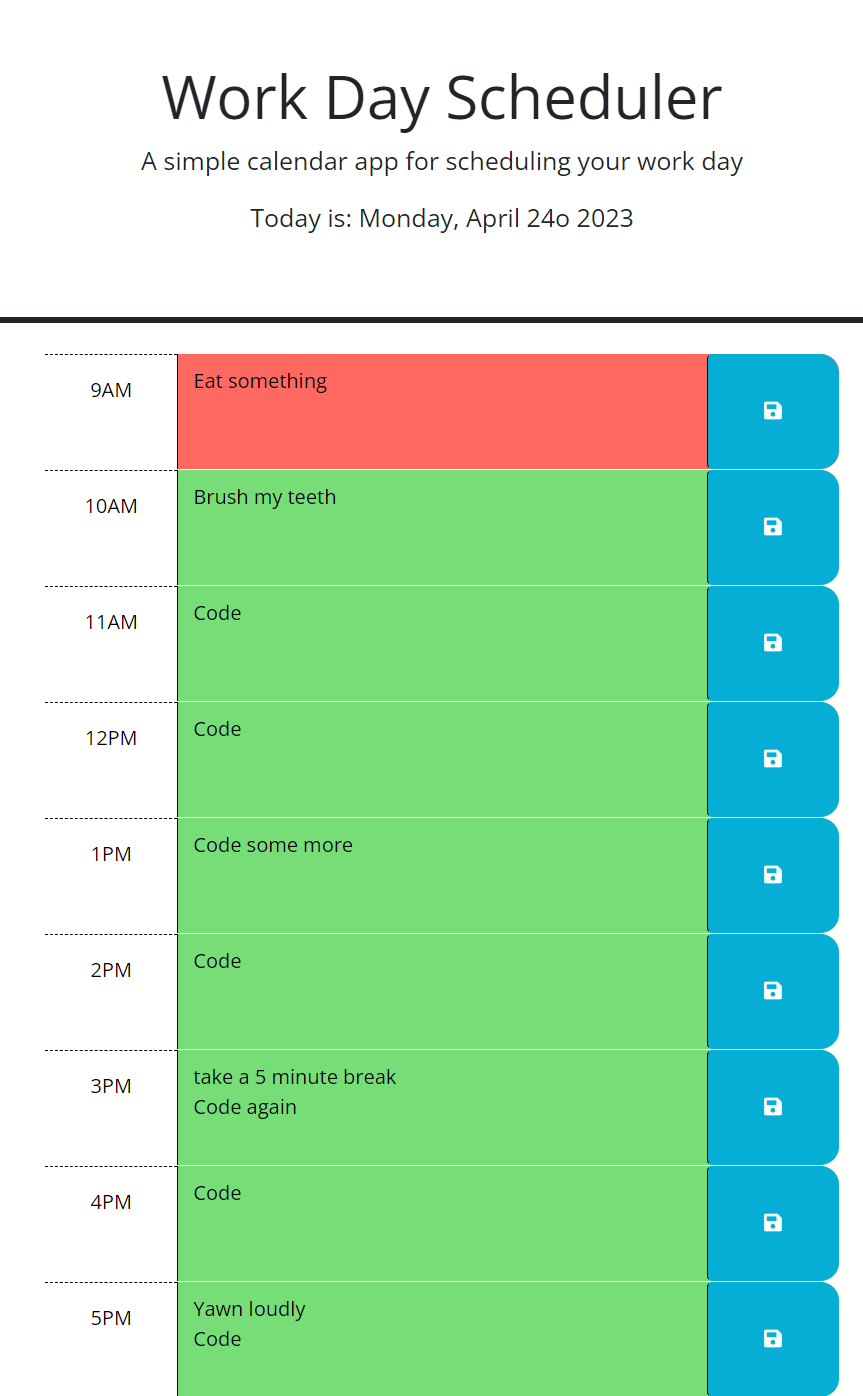 Work Day Scheduler
A simple calendar app for scheduling your work day
Today is: Monday, April 24o 2023
9AM
Eat something
10AM
Brush my teeth
11AM
Code
12PM
Code
1PM
Code some more
2PM
Code
3PM
take a 5 minute break
Code again
4PM
Code
5PM
Yawn loudly
Code